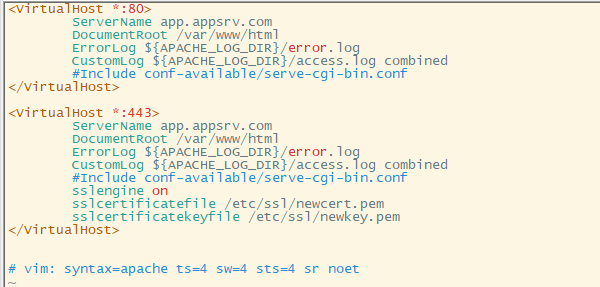 <VirtualHost *:80>
ServerName app.appsrv.com
DocumentRoot /var/www/html
ErrorLog ${APACHE_LOG_DIR}/error.log
CustomLog ${APACHE_LOG_DIR}/access.log combined
#Include conf-available/serve-cgi-bin.conf
</VirtualHost>
<VirtualHost *:443>
ServerName app.appsrv.com
DocumentRoot /var/www/html
ErrorLog ${APACHE_LOG_DIR}/error.log
CustomLog ${APACHE_LOG_DIR}/access.log combined
#Include conf-available/serve-cgi-bin.conf
sslengine on
sslcertificatefile /etc/ssl/newcert.pem
sslcertificatekeyfile /etc/ssl/newkey.pem
</VirtualHost>
# vim: syntax=apache ts=4 sw=4 sts=4 sr noet
~